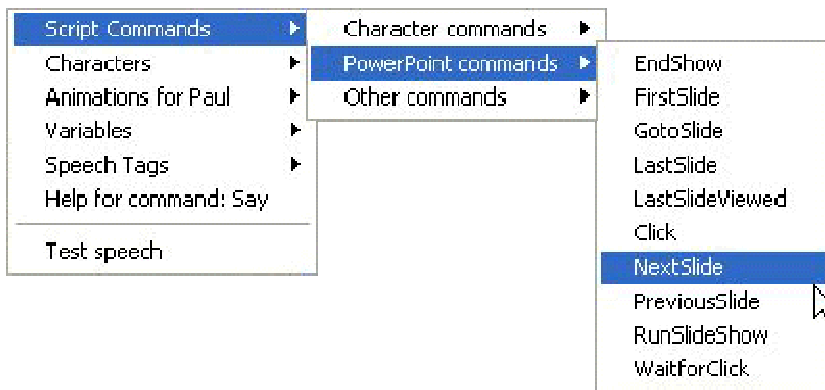 Script Commands
Characters
Animations for Paul
Variables
Speech Tags
Help for command: Say
Test speech
Character commands
PowerPoint commands
Other commands
EndShow
FirstSlide
GotoSlide
LastSlide
LastSlideViewed
Click
NextSlide
PreviousSlide
RunSlideShow
WaitforClick